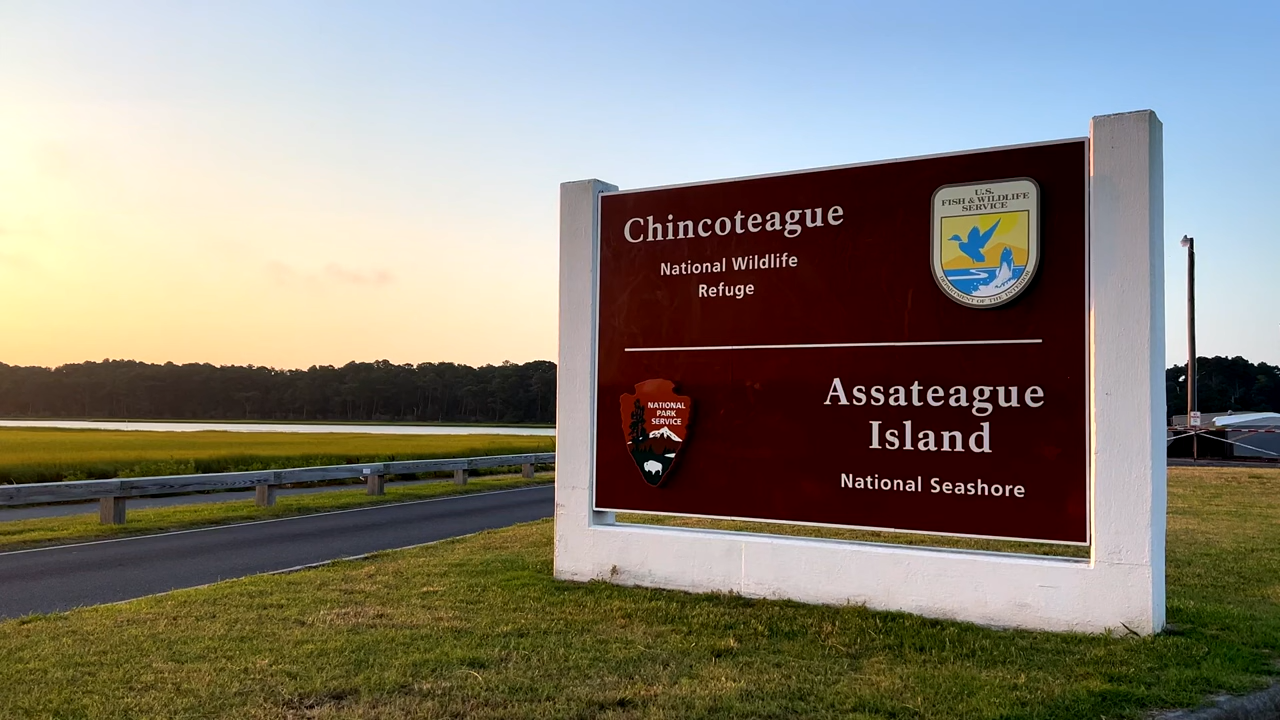 Chincoteague
National Wildlife
Refuge
U.S.
FISH & WILDLIFE
SERVICE
DEPARTMENT OF THE INTERIOR
NATIONAL
PARK
SERVICE
Assateague
Island
National Seashore